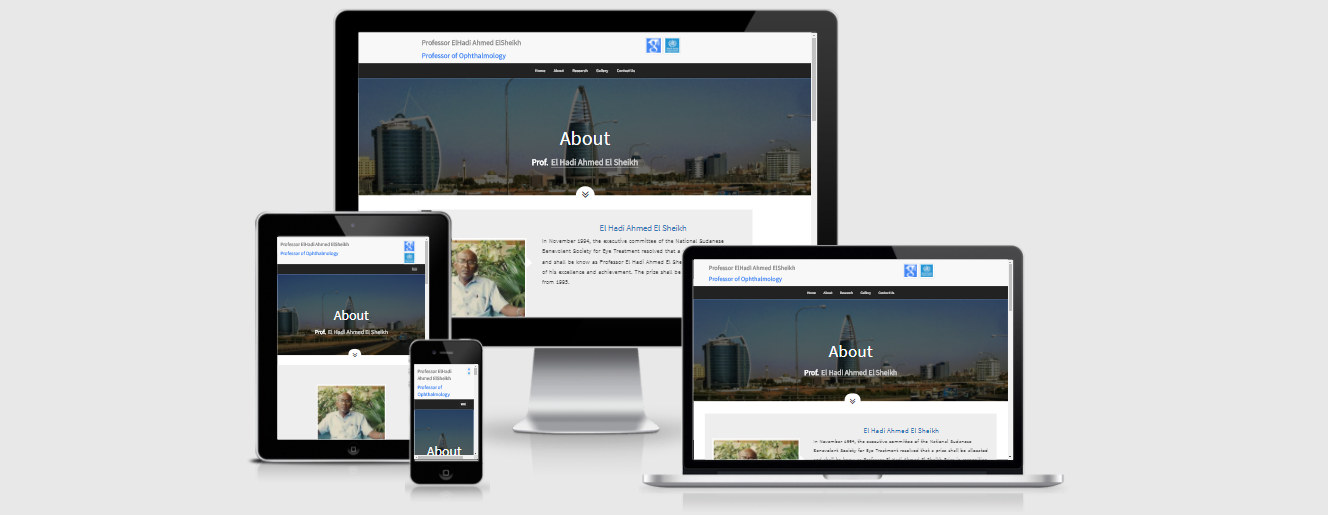 Professor ElHadi Ahmed ElSheikh
Professor of Ophthalmology
Home About Research Gallery Contact Us
About
Prof. El Hadi Ahmed El Sheikh
El Hadi Ahmed El Sheikh
In November 1994, the executive committee of the National Sudanese
Benevolent Society for Eye Treatment resolved that a
and shall be know as Professor El Hadi Ahmed El She
of his excellence and achievement. The prize shall be
from 1995.
Professor ElHadi Ahmed ElSheikh
Professor of Ophthalmology
About
Prof. El Hadi Ahmed El Sheikh
Professor ElHadi
Ahmed ElSheikh
Professor of
Ophthalmology
About
Professor ElHadi Ahmed ElSheikh
Professor of Ophthalmology
Home About Research Gallery Contact Us
About
Prof. El Hadi Ahmed El Sheikh
El Hadi Ahmed El Sheikh
In November 1994, the executive committee of the National Sudanese
Benevolent Society for Eye Treatment resolved that a prize shall be allocated